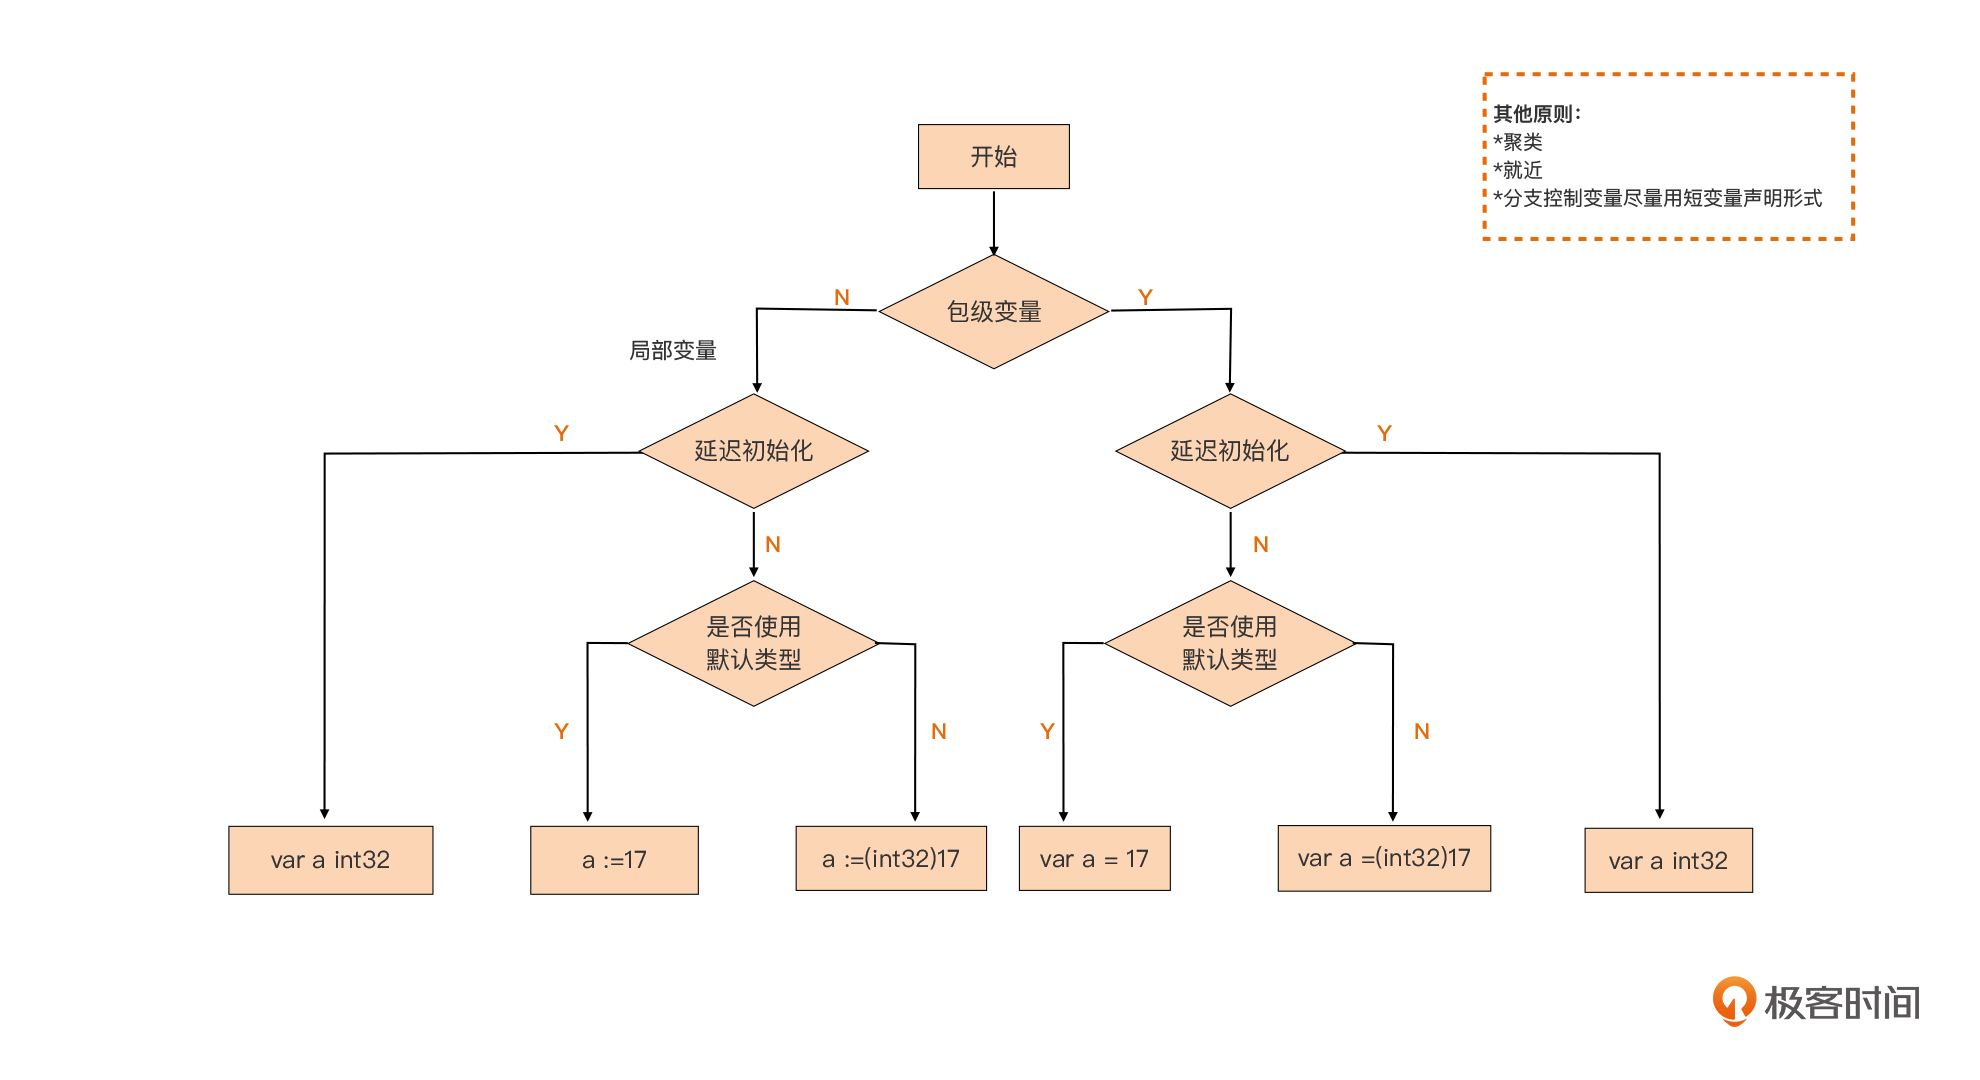 其他原则：
*聚类
*就近
*分支控制变量尽量用短变量声明形式
开始
包级变量
N
Y
局部变量
延迟初始化
延迟初始化
Y
Y
N
N
是否使用
默认类型
是否使用
默认类型
Y
N
Y
N
var a int32
a :=17
a :=(int32)17
var a = 17
var a =(int32)17
var a int32
极客时间